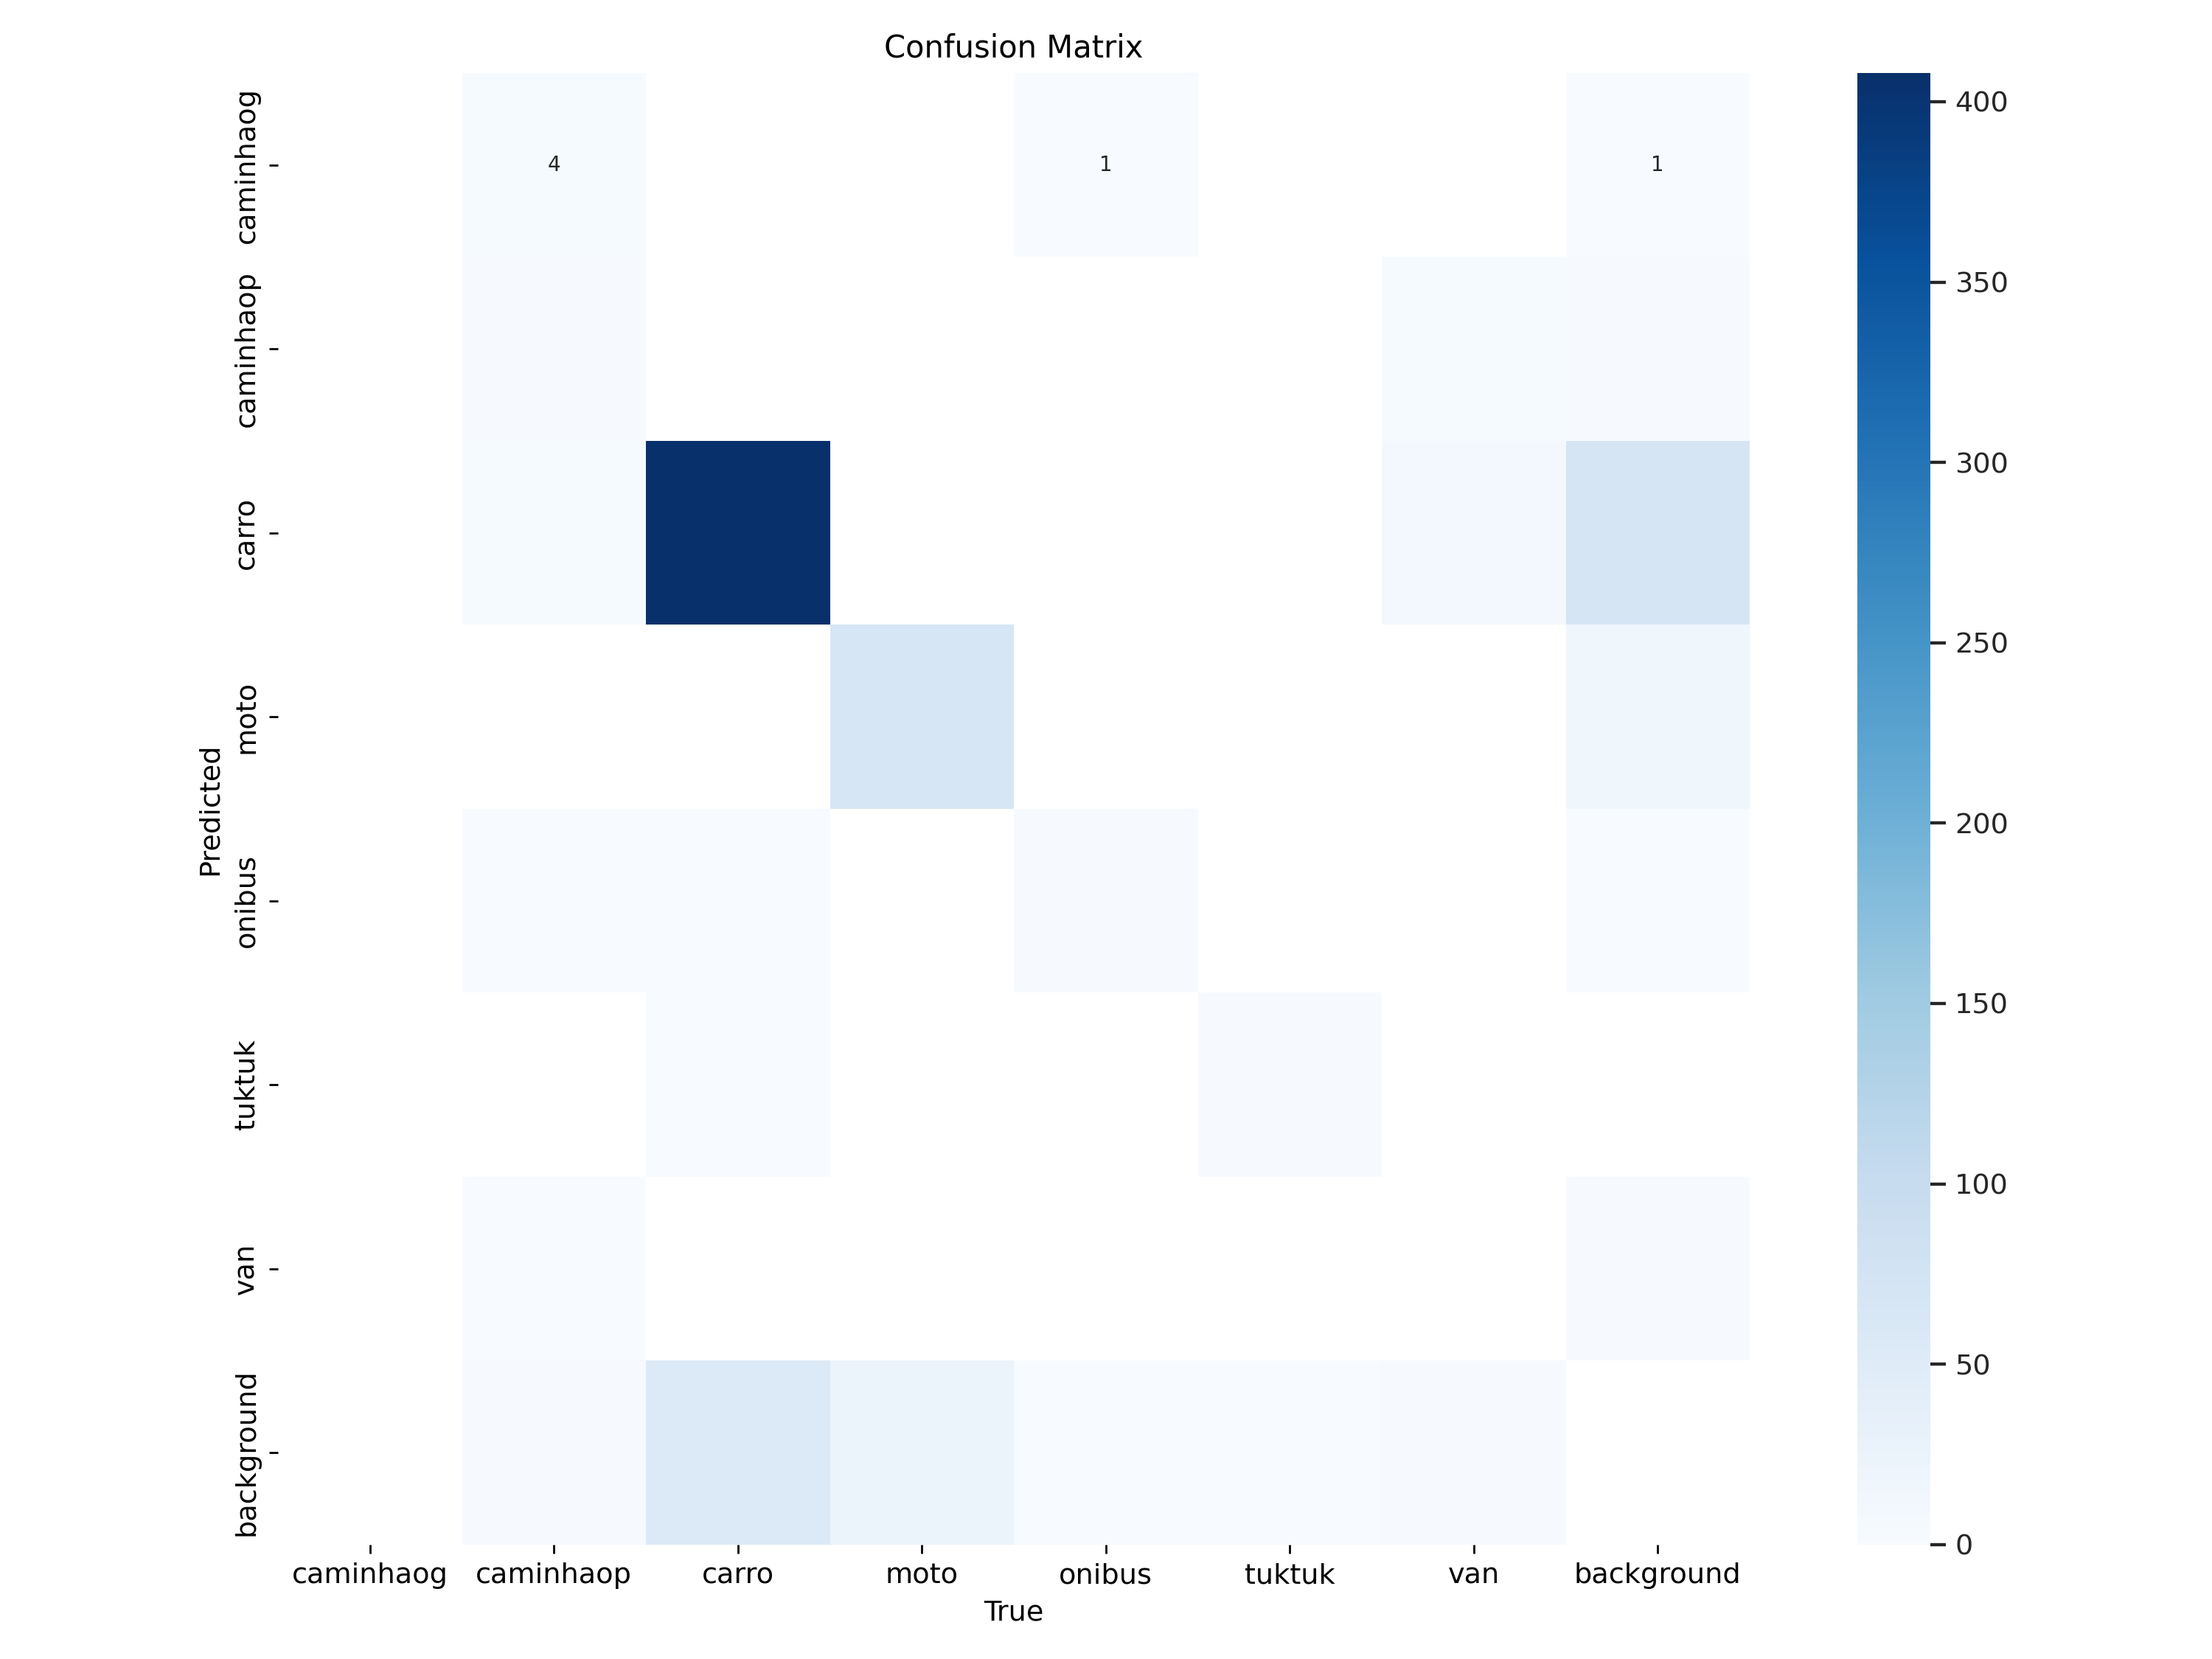 Confusion Matrix
caminhaog
4
1
1
caminhaop
carro
moto
onibus
tuktuk
van
background
Predicted
caminhaog caminhaop carro moto onibus tuktuk van background
True
400
350
300
250
200
150
100
50
0